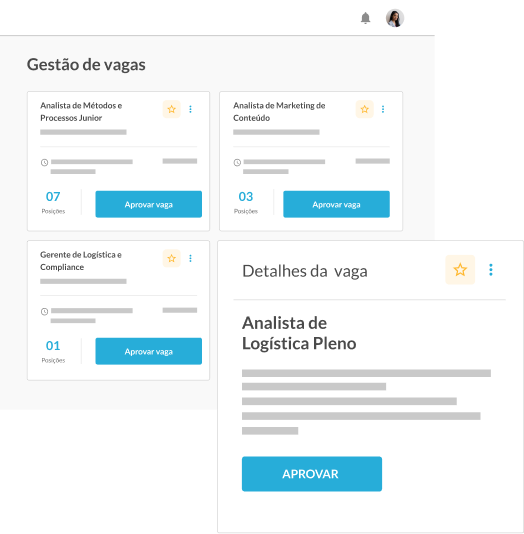 Gestão de vagas
Analista de Métodos e
Processos Junior
07
Posições
Aprovar vaga
Analista de Marketing de
Conteúdo
03
Posições
Aprovar vaga
Gerente de Logística e
Compliance
01
Posições
Aprovar vaga
Detalhes da vaga
Analista de
Logística Pleno
APROVAR